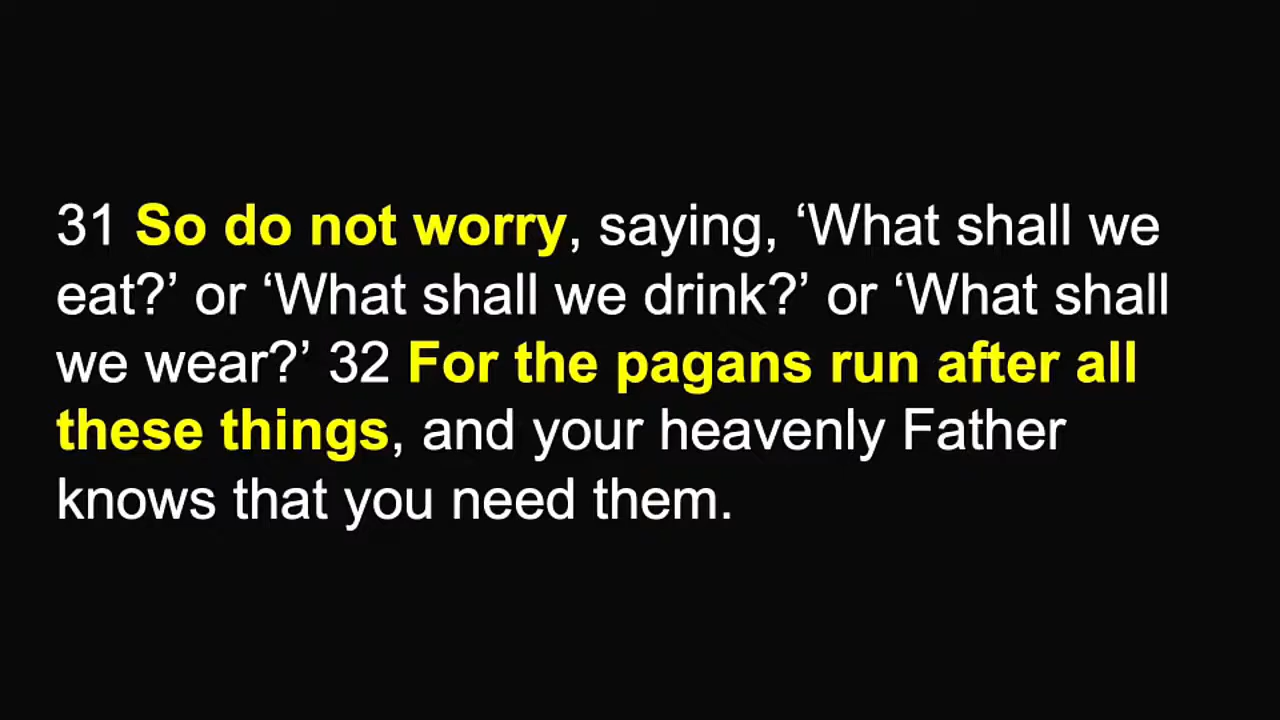 31 So do not worry, saying, ‘What shall we
eat?’ or ‘What shall we drink?’ or ‘What shall
we wear?’ 32 For the pagans run after all
these things, and your heavenly Father
knows that you need them.